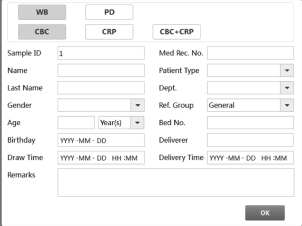 WB PD
CBC CRP CBC+CRP
Sample ID 1 Med Rec. No.
Name Patient Type
Last Name Dept.
Gender Ref. Group General
Age Year(s) Bed No.
Birthday YYYY -MM - DD Deliverer
Draw Time YYYY -MM - DD HH :MM Delivery Time YYYY -MM - DD HH :MM
Remarks
OK